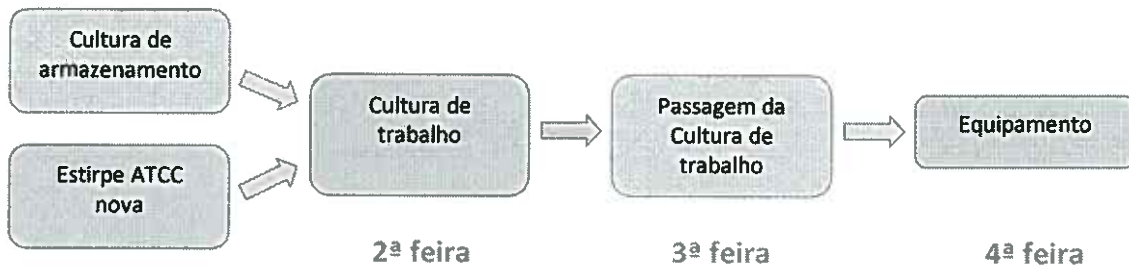 Cultura de
armazenamento
Estirpe ATCC
nova
Cultura de
trabalho
Passagem da
Cultura de
trabalho
Equipamento
2ª feira
3ª feira
4ª feira